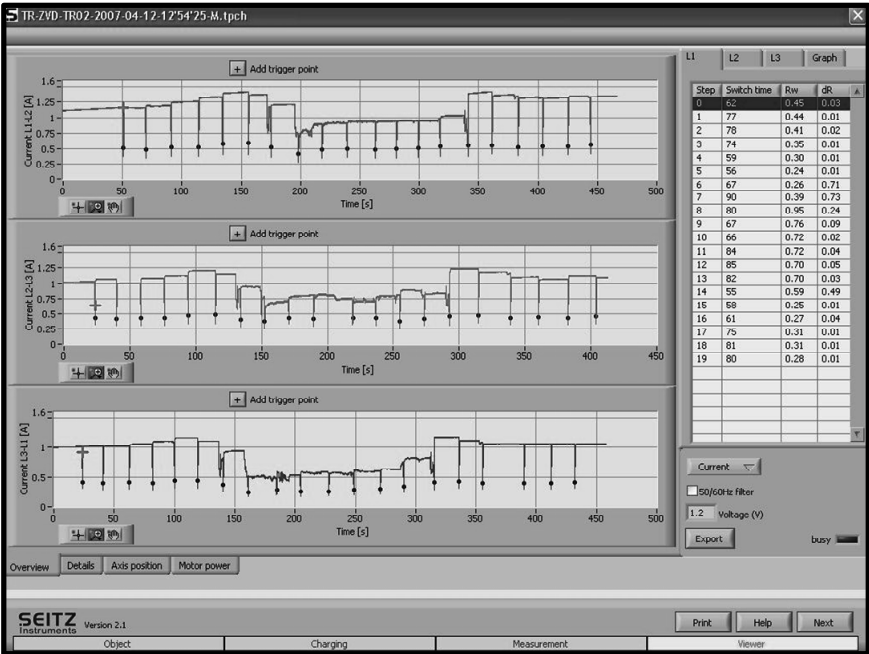 TR-ZVD-TR02-2007-04-12-12'54'25-M.tpch
X
+ Add trigger point
Current L1-L2 [A]
1.6
1.25
1
0.75
0.5
0.25
0
0 50 100 150 200 250 300 350 400 450 500
Time [s]
+ Add trigger point
Current L2-L3 [A]
1.6
1.25
1
0.75
0.5
0.25
0
0 50 100 150 200 250 300 350 400 450
Time [s]
+ Add trigger point
Current L3-L1 [A]
1.6
1
0.5
0
0 50 100 150 200 250 300 350 400 450 500
Time [s]
L1 L2 L3 Graph
Step Switch time Rw dR
0 62 0.45 0.03
1 77 0.44 0.01
2 78 0.41 0.02
3 74 0.35 0.01
4 59 0.30 0.01
5 56 0.24 0.01
6 67 0.26 0.71
7 90 0.39 0.73
8 80 0.95 0.24
9 67 0.76 0.09
10 66 0.72 0.02
11 84 0.72 0.04
12 85 0.70 0.05
13 82 0.70 0.03
14 55 0.59 0.49
15 58 0.25 0.01
16 61 0.27 0.04
17 75 0.31 0.01
18 81 0.31 0.01
19 80 0.28 0.01
Current
50/60Hz filter
1.2 Voltage (V)
Export busy
Overview Details Axis position Motor power
SEITZ
Instruments Version 2.1
Print Help Next
Object Charging Measurement Viewer